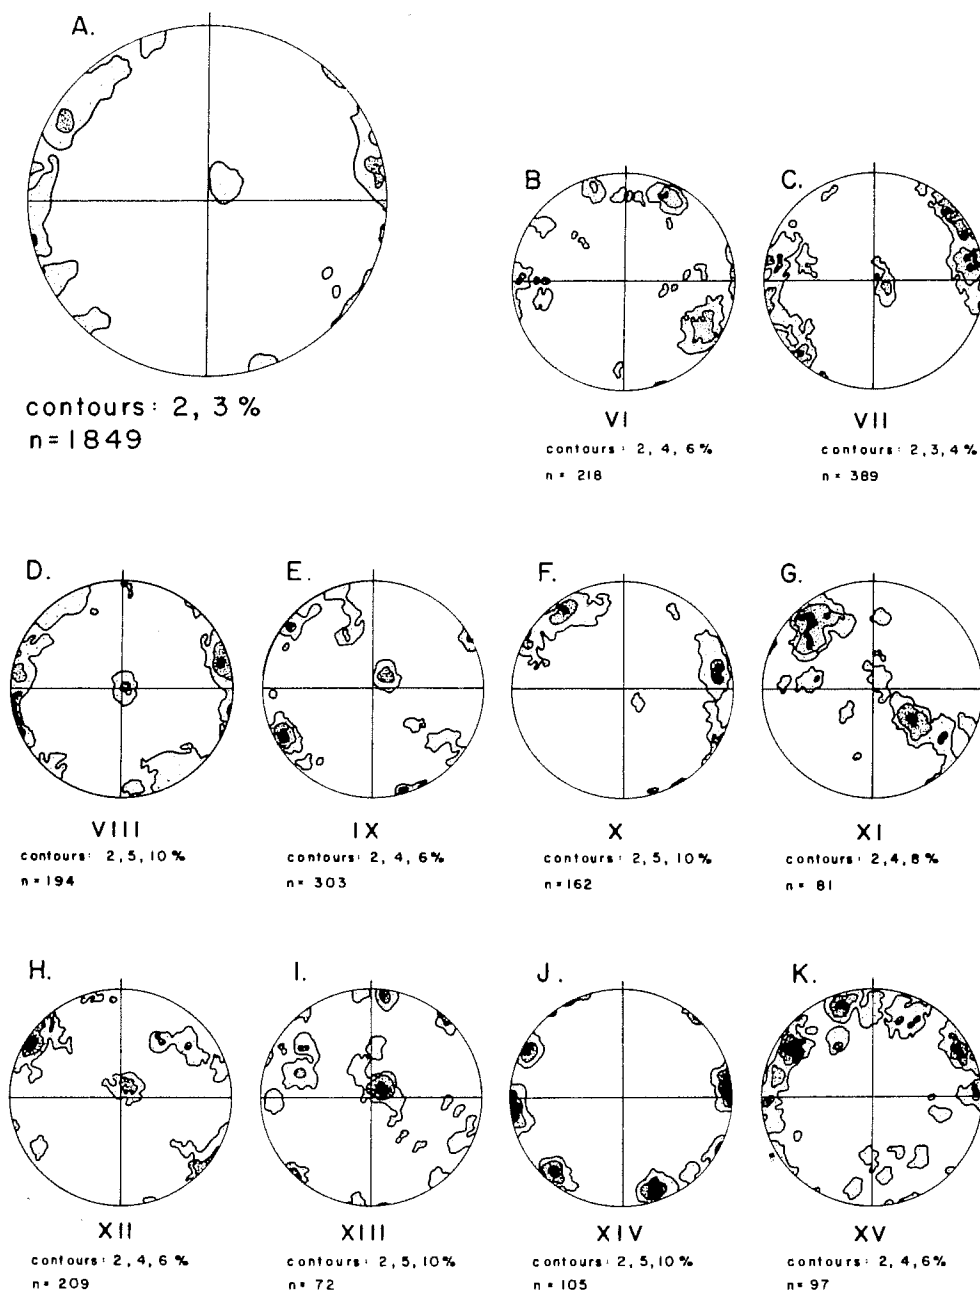 A.
contours: 2, 3 %
n=1849
B
VI
contours: 2, 4, 6%
n = 218
C.
VII
contours: 2,3,4%
n = 389
D.
VIII
contours: 2,5,10%
n=194
E.
IX
contours: 2, 4, 6%
n= 303
F.
X
contours: 2, 5, 10%
n=162
G.
XI
contours: 2,4,8%
n = 81
H.
XII
contours: 2, 4, 6%
n= 209
I.
XIII
contours: 2,5,10%
n= 72
J.
XIV
contours: 2, 5,10%
n=105
K.
XV
contours: 2, 4,6%
n= 97